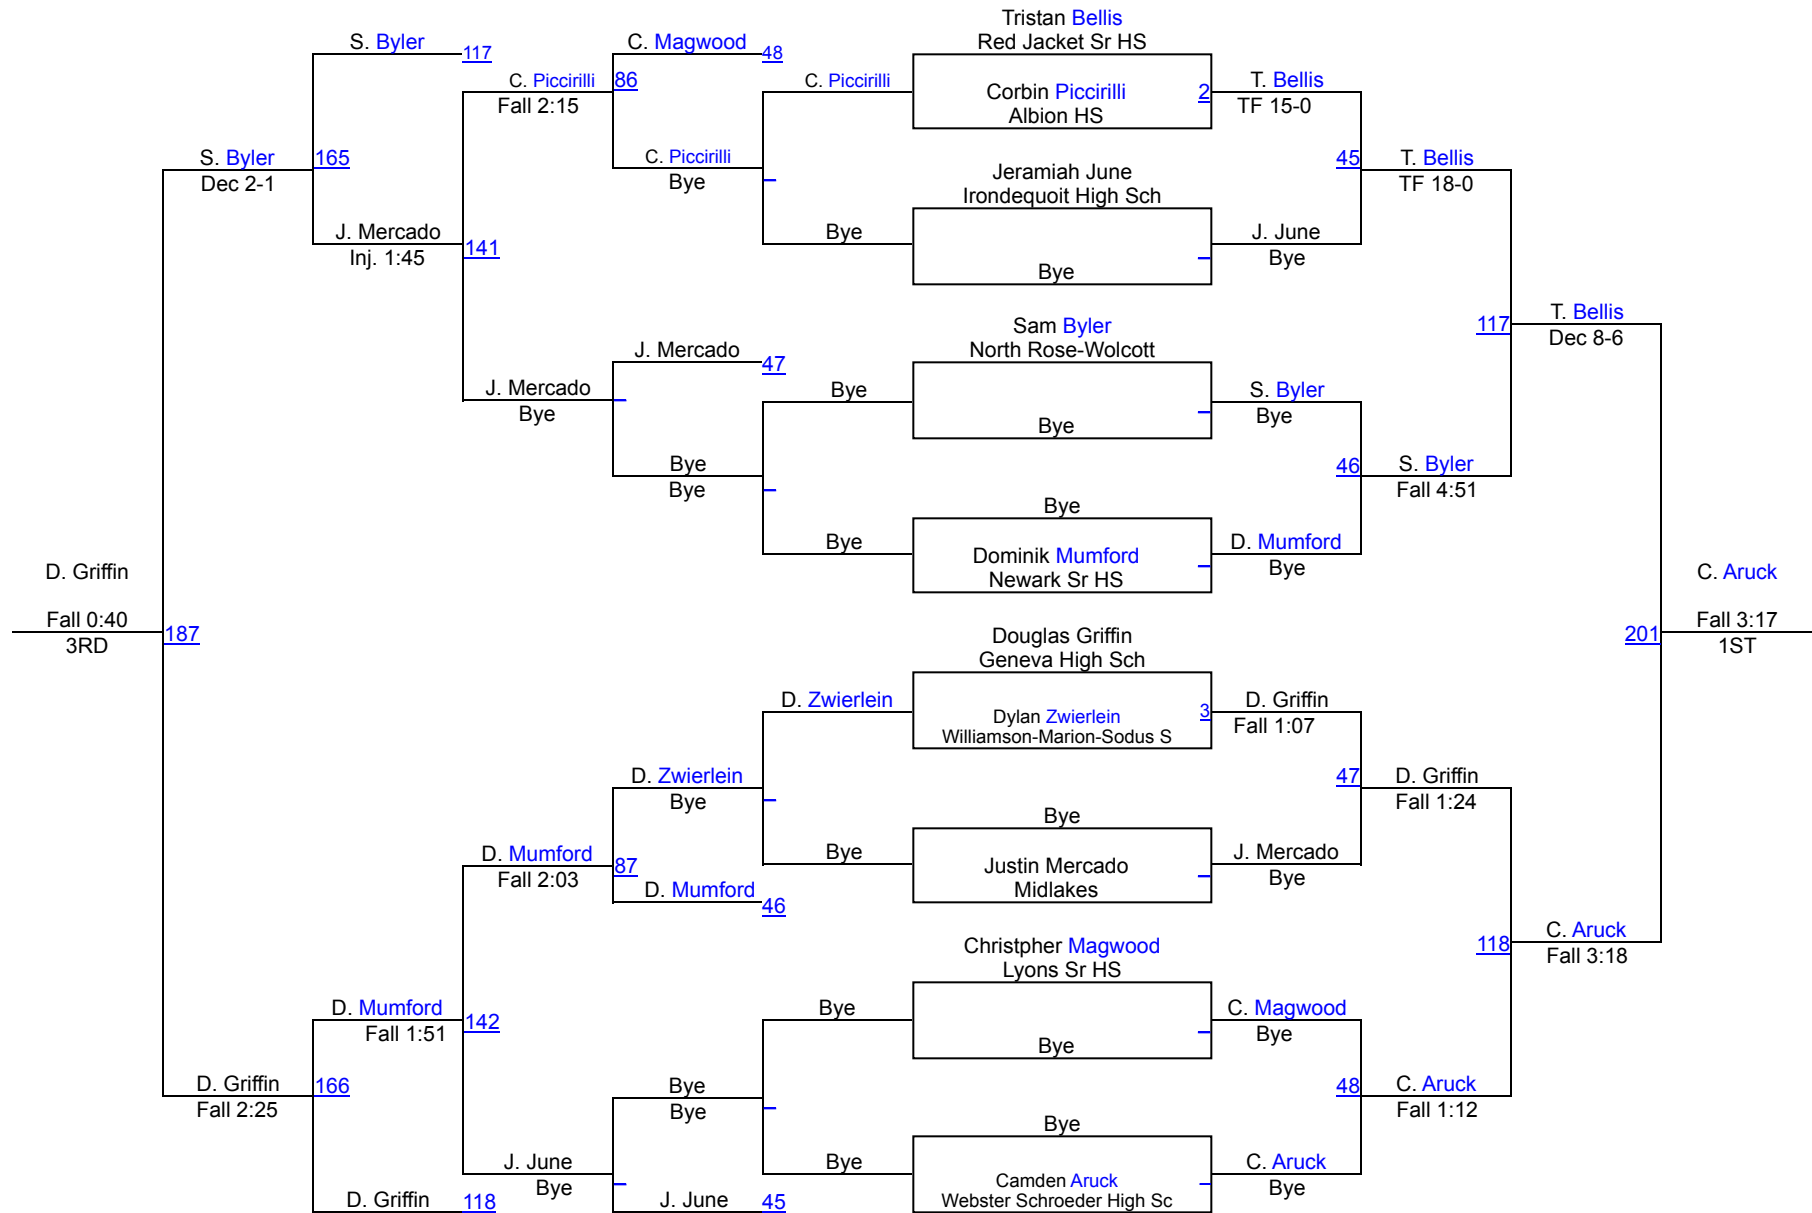 Tristan Bellis
Red Jacket Sr HS
S. Byler
117
C. Magwood
48
C. Piccirilli
86
Fall 2:15
C. Piccirilli
Corbin Piccirilli
2
Albion HS
T. Bellis
TF 15-0
S. Byler
165
Dec 2-1
C. Piccirilli
Bye
Jeramiah June
Irondequoit High Sch
45
T. Bellis
TF 18-0
J. Mercado
141
Inj. 1:45
Bye
Bye
J. June
Bye
Sam Byler
North Rose-Wolcott
117
T. Bellis
Dec 8-6
J. Mercado
47
J. Mercado
Bye
Bye
Bye
S. Byler
Bye
Bye
Bye
46
S. Byler
Fall 4:51
Bye
Bye
Dominik Mumford
Newark Sr HS
D. Mumford
Bye
D. Griffin
Fall 0:40
187
3RD
C. Aruck
Fall 3:17
201
1ST
Douglas Griffin
Geneva High Sch
D. Zwierlein
Dylan Zwierlein
3
Williamson-Marion-Sodus S
D. Griffin
Fall 1:07
D. Zwierlein
Bye
47
D. Griffin
Fall 1:24
Bye
D. Mumford
87
Fall 2:03
D. Mumford
46
Bye
Justin Mercado
Midlakes
J. Mercado
Bye
Christpher Magwood
Lyons Sr HS
118
C. Aruck
Fall 3:18
D. Mumford
142
Fall 1:51
Bye
Bye
C. Magwood
Bye
D. Griffin
166
Fall 2:25
Bye
Bye
48
C. Aruck
Fall 1:12
Bye
J. June
Bye
Bye
Camden Aruck
Webster Schroeder High Sc
C. Aruck
Bye
D. Griffin
118
J. June
45